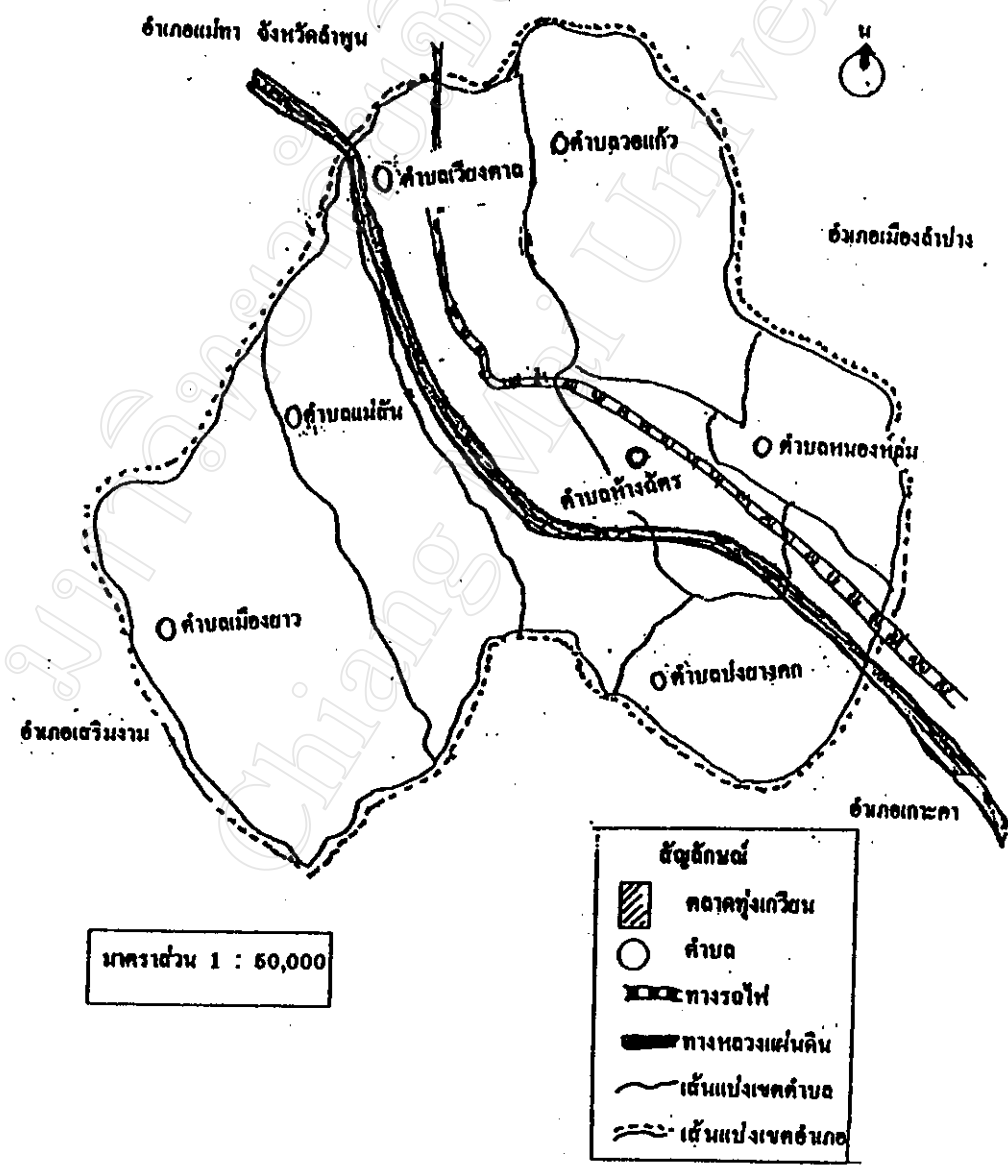 อำเภอแม่ทา จังหวัดลำพูน
น
ตำบลวอแก้ว
ตำบลเวียงตาล
อำเภอเมืองลำปาง
ตำบลแม่สัน
ตำบลหนองหล่ม
ตำบลห้างฉัตร
ตำบลเมืองยาว
ตำบลปงยางคก
อำเภอเสริมงาม
อำเภอเกาะคา
สัญลักษณ์
ตลาดทุ่งเกวียน
ตำบล
ทางรถไฟ
ทางหลวงแผ่นดิน
เส้นแบ่งเขตตำบล
เส้นแบ่งเขตอำเภอ
มาตราส่วน 1 : 50,000
Chiang Mai Univer